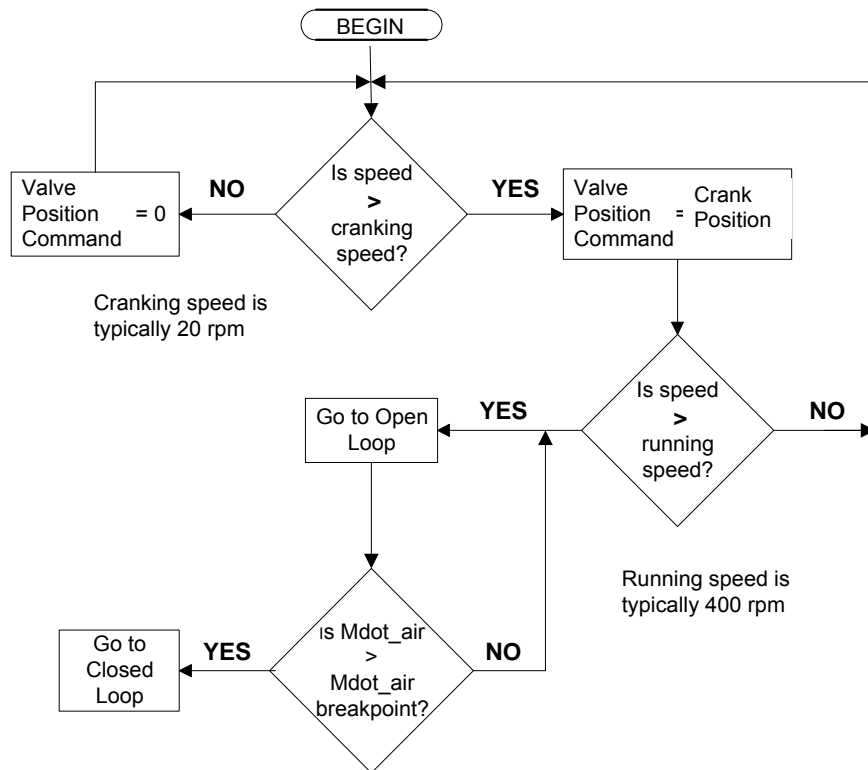 BEGIN
Is speed
>
cranking
speed?
NO
YES
Valve
Position = 0
Command
Valve
Position =
Command
Crank
Position
Cranking speed is
typically 20 rpm
Is speed
>
running
speed?
YES
NO
Go to Open
Loop
Running speed is
typically 400 rpm
Is Mdot_air
>
Mdot_air
breakpoint?
YES
NO
Go to
Closed
Loop